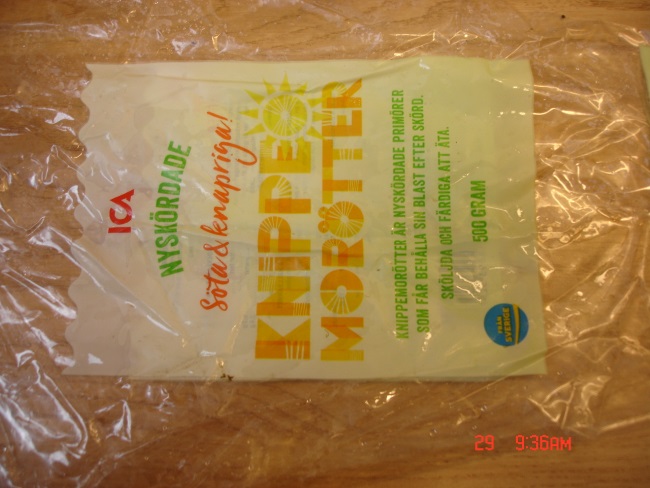 ICA
NYSKÖRDADE
Söta & knapriga!
KNIPPE
MORÖTTER
KNIPPEMORÖTTER ÄR NYSKÖRDADE PRIMÖRER
SOM FÅR BEHÅLLA SIN BLAST EFTER SKÖRD.
SKÖLJDA OCH FÄRDIGA ATT ÄTA.
500 GRAM
FRÅN
SVERIGE
29 9:36AM